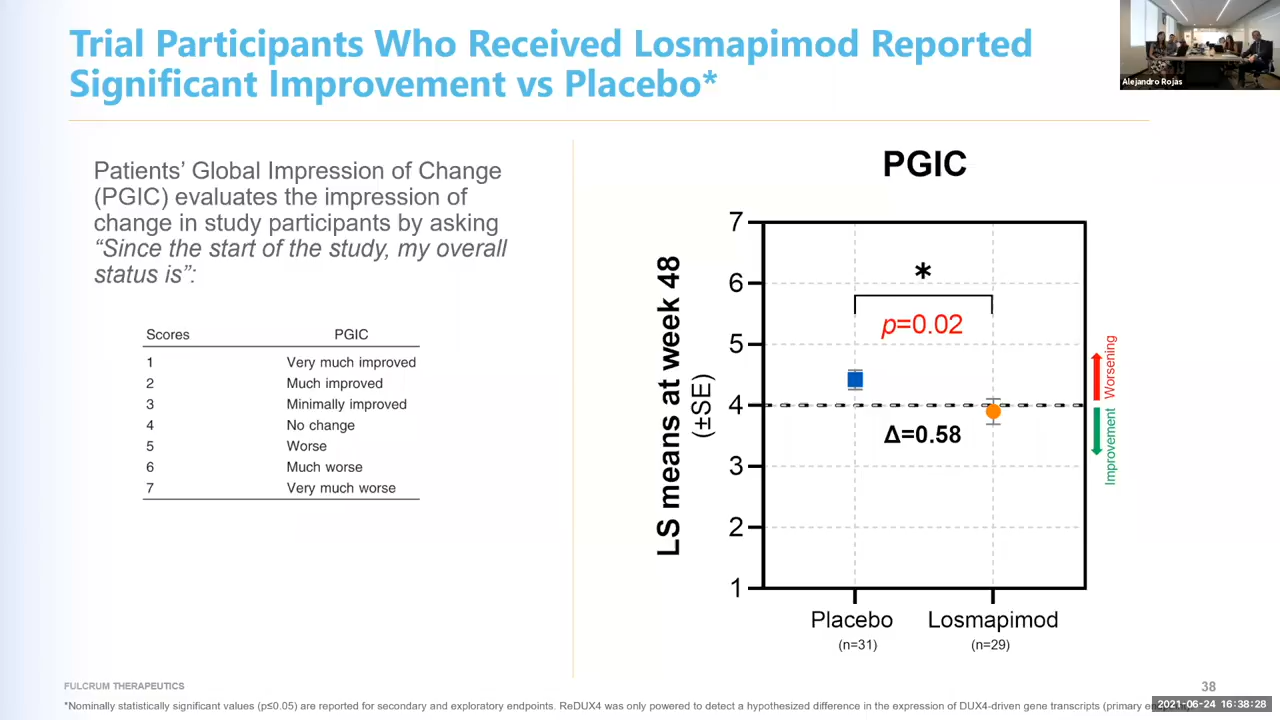 Trial Participants Who Received Losmapimod Reported
Significant Improvement vs Placebo*
Alejandro Rojas
Patients’ Global Impression of Change
(PGIC) evaluates the impression of
change in study participants by asking
“Since the start of the study, my overall
status is”:
Scores PGIC
1 Very much improved
2 Much improved
3 Minimally improved
4 No change
5 Worse
6 Much worse
7 Very much worse
PGIC
LS means at week 48
(±SE)
7
6
5
4
3
2
1
*
p=0.02
Δ=0.58
Worsening
Improvement
Placebo
(n=31)
Losmapimod
(n=29)
FULCRUM THERAPEUTICS
38
*Nominally statistically significant values (p≤0.05) are reported for secondary and exploratory endpoints. ReDUX4 was only powered to detect a hypothesized difference in the expression of DUX4-driven gene transcripts (primary
2021-06-24 16:38:28